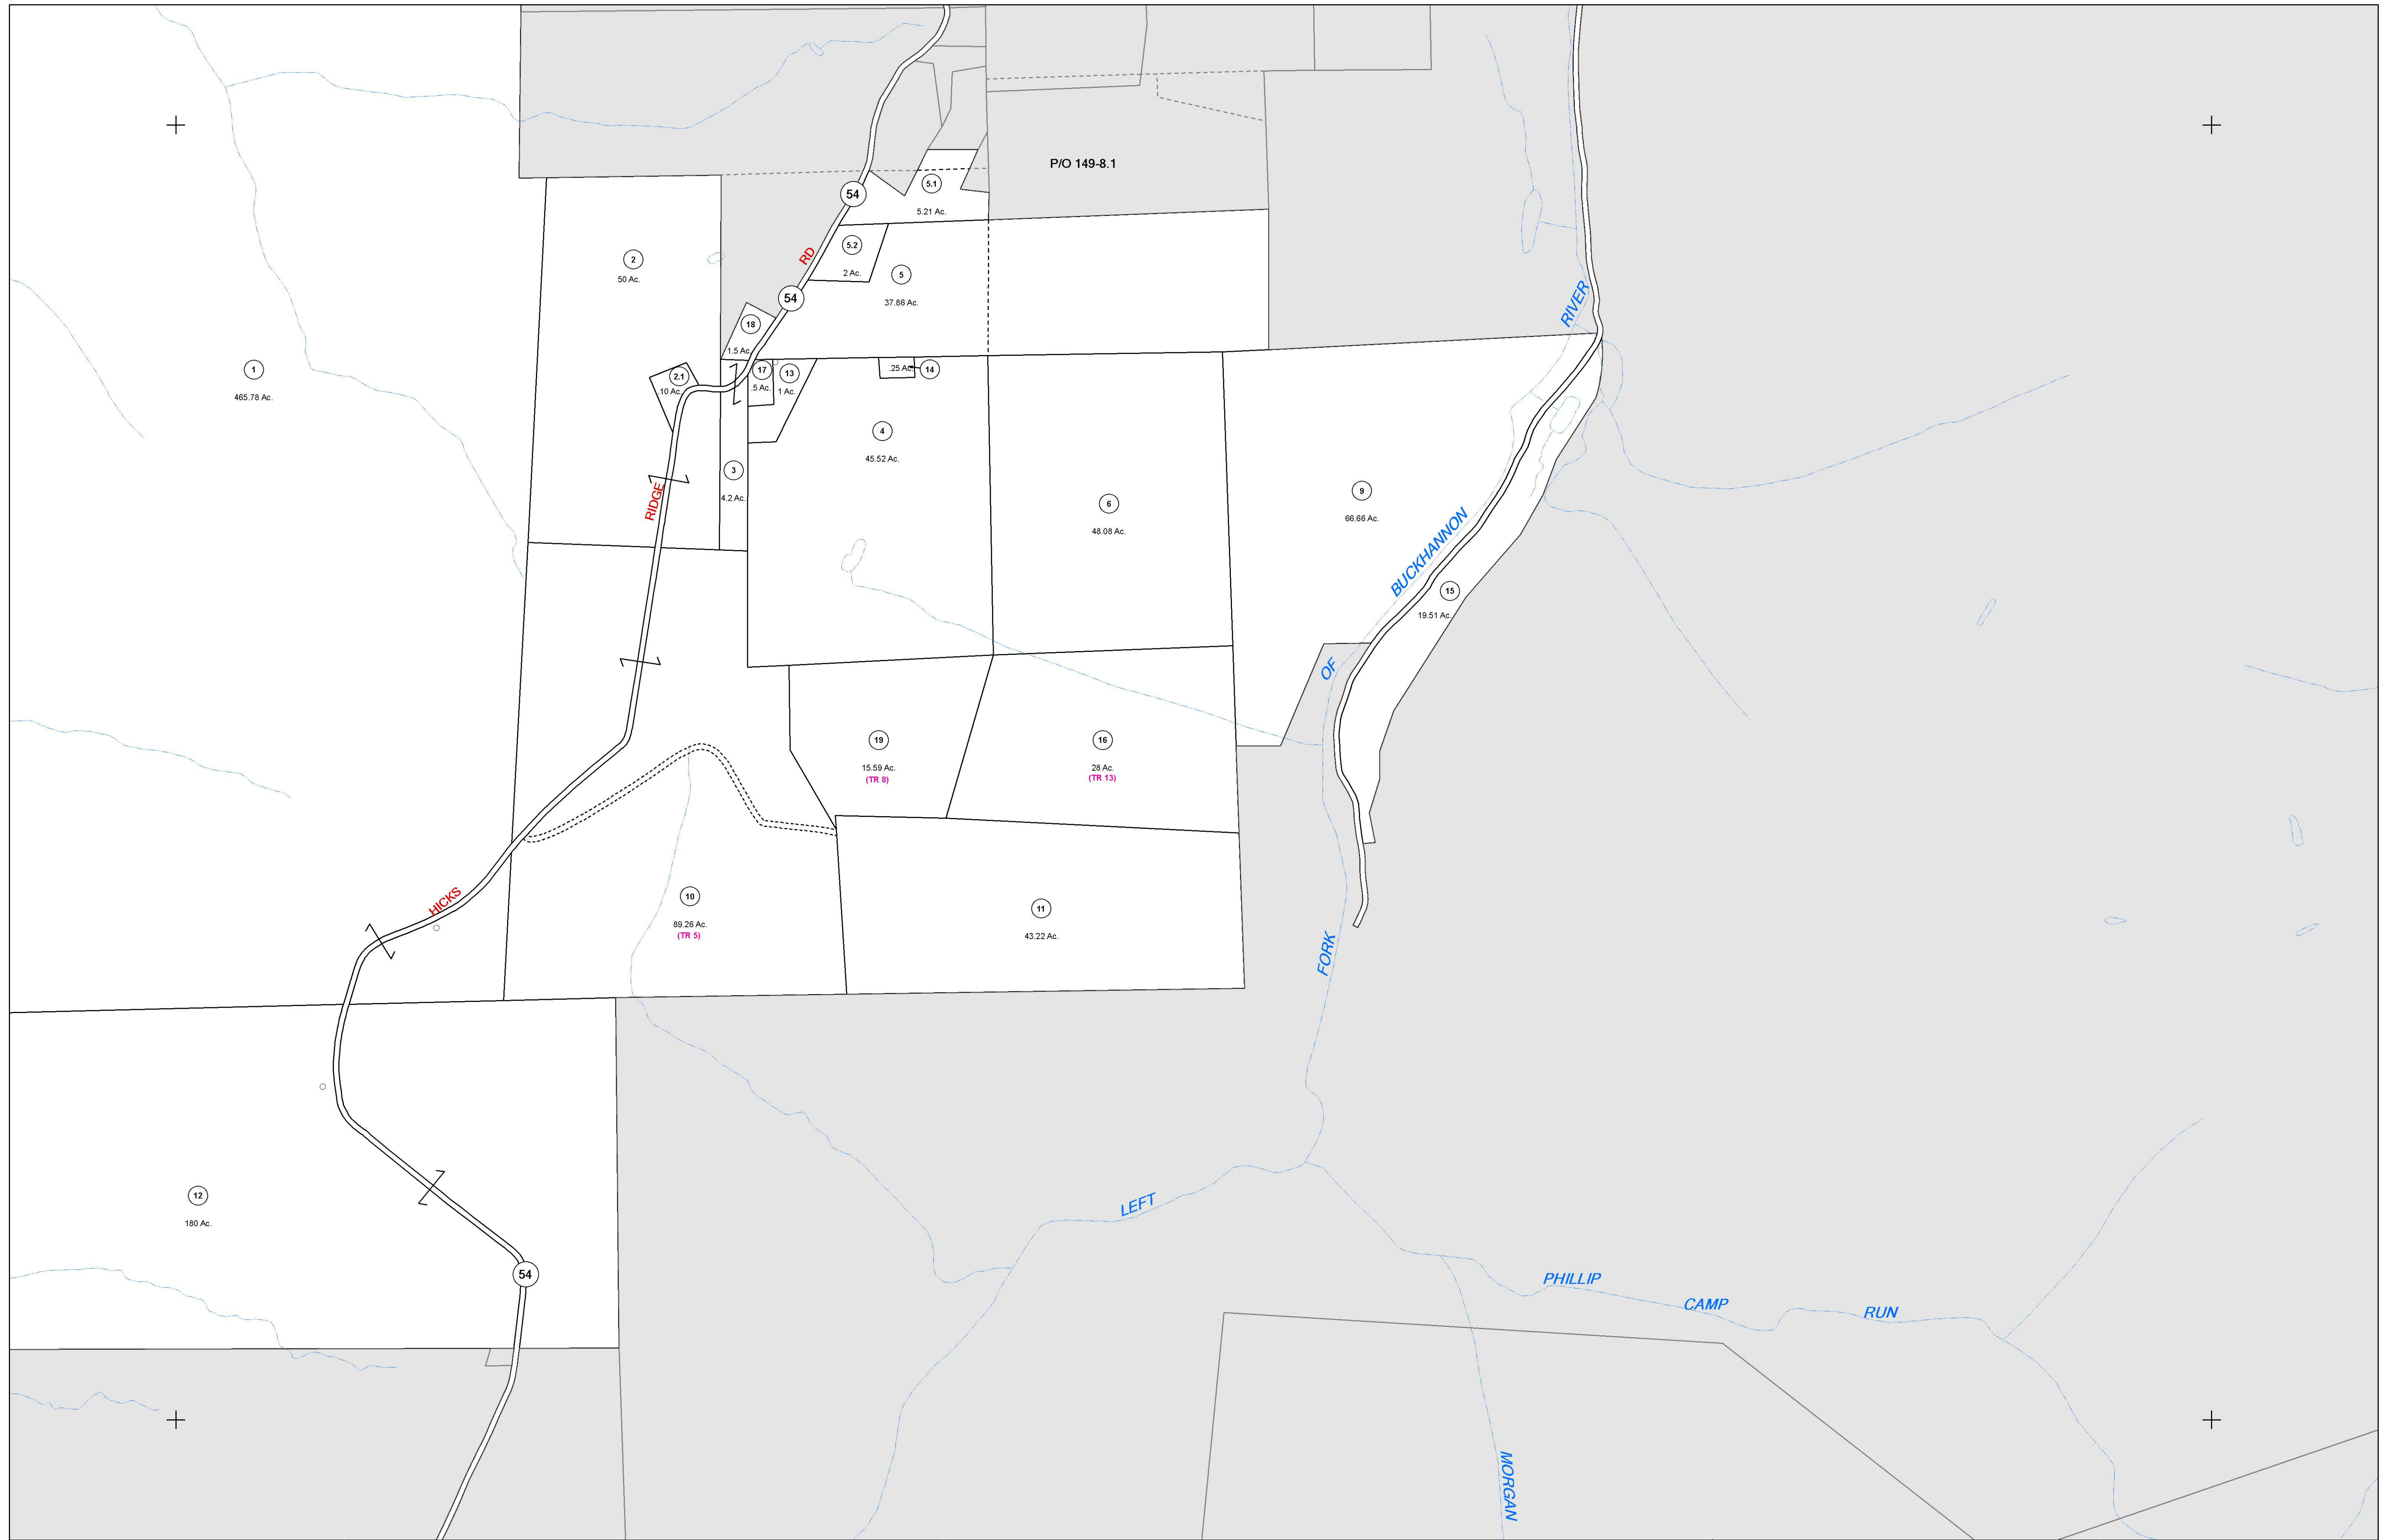 P/O 149-8.1
54
5.1
5.21 Ac.
RD
5.2
2 Ac.
2
50 Ac.
5
37.86 Ac.
54
18
1.5 Ac.
RIVER
1
465.78 Ac.
2.1
.10 Ac.
17
.5 Ac.
13
1 Ac.
.25 Ac.
14
4
45.52 Ac.
3
4.2 Ac.
RIDGE
6
48.08 Ac.
9
66.66 Ac.
BUCKHANNON
15
19.51 Ac.
OF
19
15.59 Ac.
(TR 8)
16
28 Ac.
(TR 13)
HICKS
10
89.26 Ac.
(TR 5)
11
43.22 Ac.
FORK
12
180 Ac.
LEFT
54
PHILLIP
CAMP
RUN
MORGAN